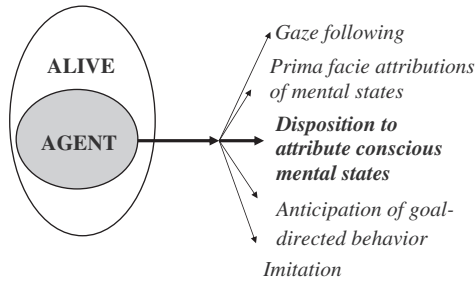 ALIVE
AGENT
Gaze following
Prima facie attributions
of mental states
Disposition to
attribute conscious
mental states
Anticipation of goal-
directed behavior
Imitation